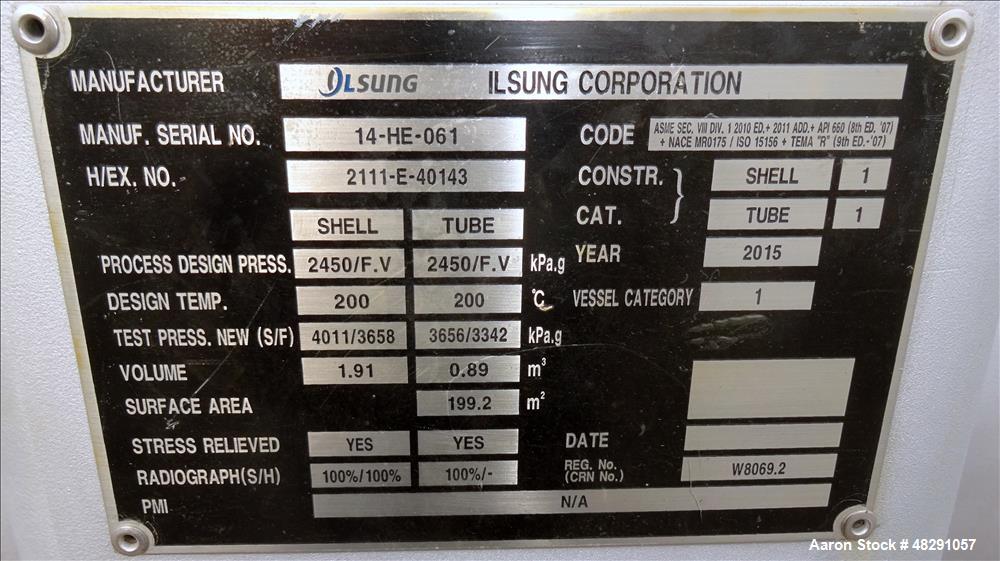 MANUFACTURER ILSUNG ILSUNG CORPORATION
MANUF. SERIAL NO. 14-HE-061 CODE ASME SEC. VIII DIV. 1 2010 ED.+ 2011 ADD.+ API 660 (8th ED. '07)
+ NACE MR0175 / ISO 15156 + TEMA "R" (9th ED.-'07)
H/EX. NO. 2111-E-40143 CONSTR. SHELL 1
CAT. TUBE 1
SHELL TUBE
YEAR 2015
PROCESS DESIGN PRESS. 2450/F.V 2450/F.V kPa.g
DESIGN TEMP. 200 200 ℃ VESSEL CATEGORY 1
TEST PRESS. NEW (S/F) 4011/3658 3656/3342 kPa.g
VOLUME 1.91 0.89 m³
SURFACE AREA 199.2 m²
STRESS RELIEVED YES YES DATE
RADIOGRAPH(S/H) 100%/100% 100%/- REG. No.
(CRN No.) W8069.2
PMI N/A
Aaron Stock # 48291057